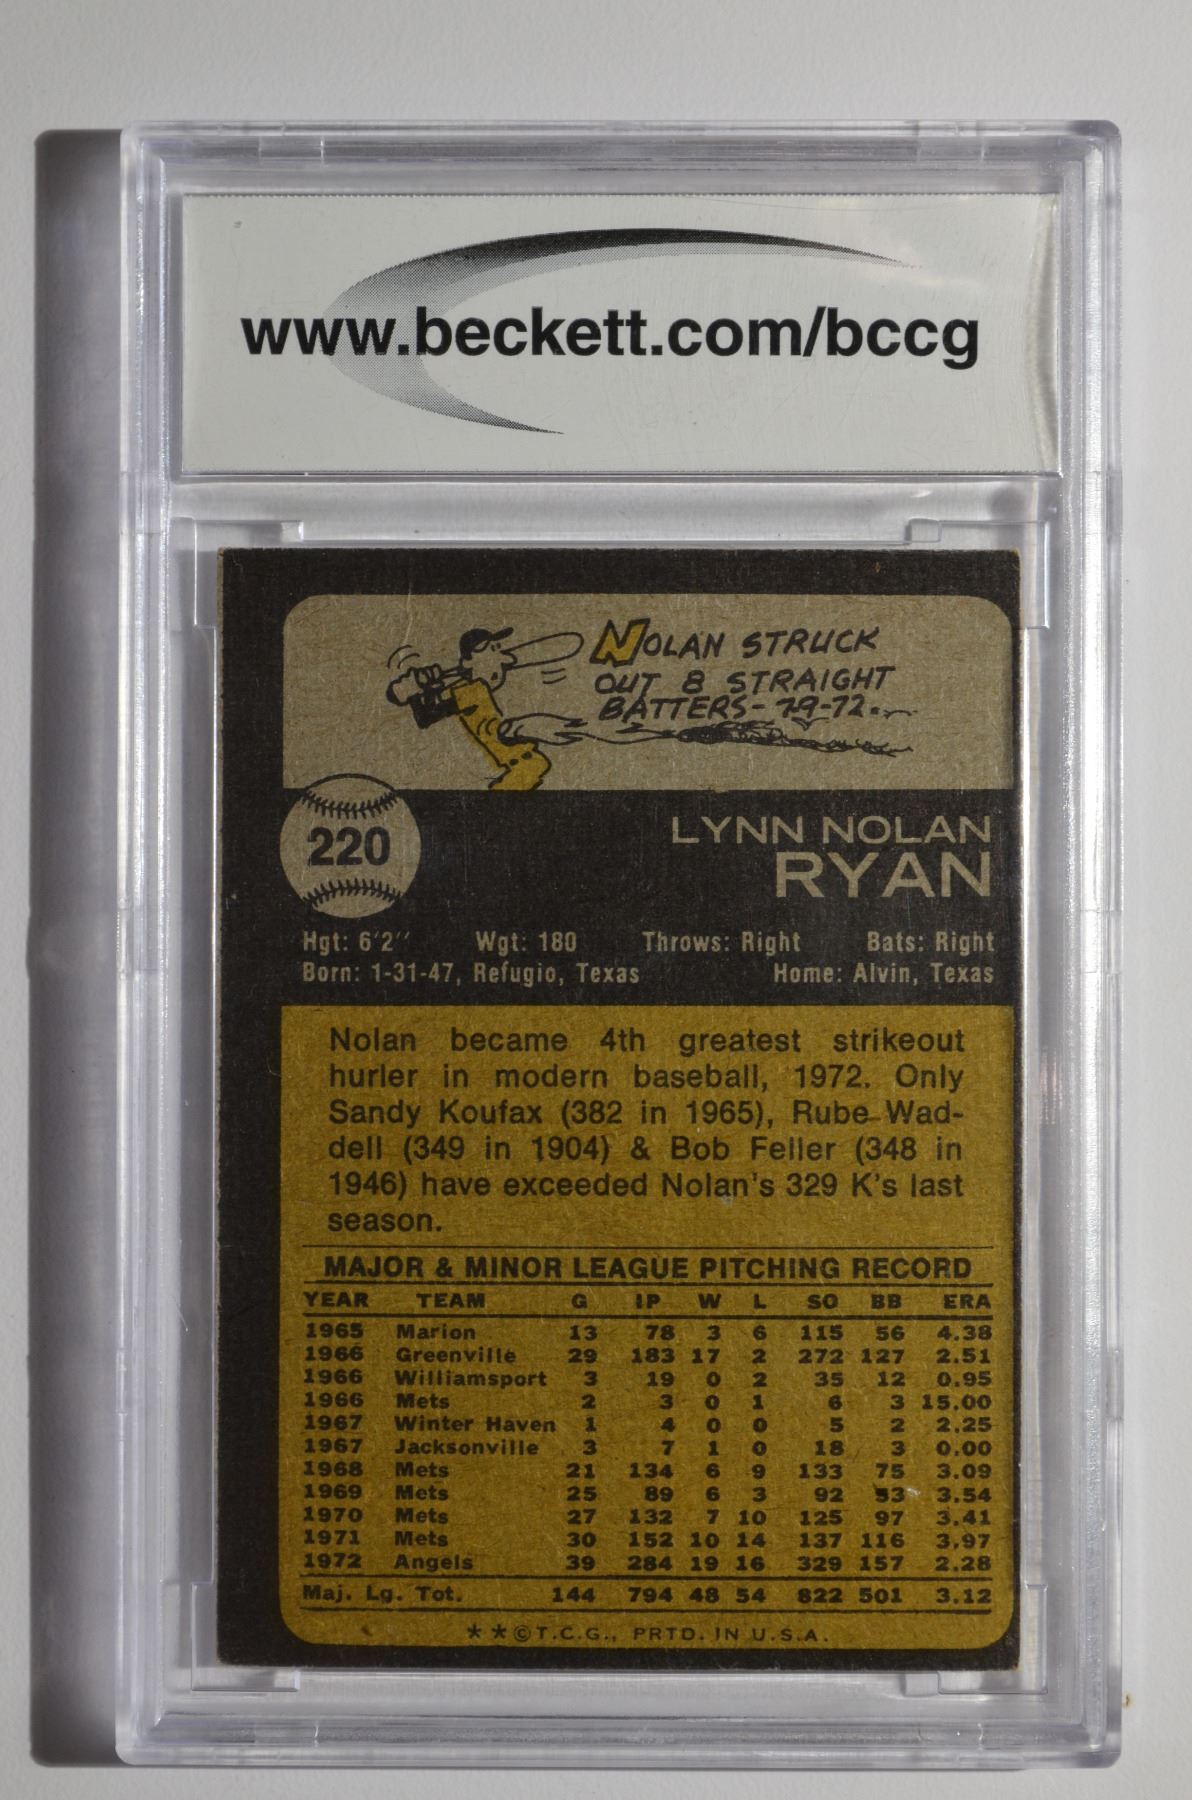 www.beckett.com/bccg
NOLAN STRUCK
OUT 8 STRAIGHT
BATTERS- 7-9-72.
220
LYNN NOLAN
RYAN
Hgt: 6'2" Wgt: 180 Throws: Right Bats: Right
Born: 1-31-47, Refugio, Texas Home: Alvin, Texas
Nolan became 4th greatest strikeout
hurler in modern baseball, 1972. Only
Sandy Koufax (382 in 1965), Rube Wad-
dell (349 in 1904) & Bob Feller (348 in
1946) have exceeded Nolan's 329 K's last
season.
MAJOR & MINOR LEAGUE PITCHING RECORD
YEAR TEAM G IP W L SO BB ERA
1965 Marion 13 78 3 6 115 56 4.38
1966 Greenville 29 183 17 2 272 127 2.51
1966 Williamsport 3 19 0 2 35 12 0.95
1966 Mets 2 3 0 1 6 3 15.00
1967 Winter Haven 1 4 0 0 5 2 2.25
1967 Jacksonville 3 7 1 0 18 3 0.00
1968 Mets 21 134 6 9 133 75 3.09
1969 Mets 25 89 6 3 92 53 3.54
1970 Mets 27 132 7 10 125 97 3.41
1971 Mets 30 152 10 14 137 116 3.97
1972 Angels 39 284 19 16 329 157 2.28
Maj. Lg. Tot. 144 794 48 54 822 501 3.12
**©T.C.G., PRTD. IN U.S.A.